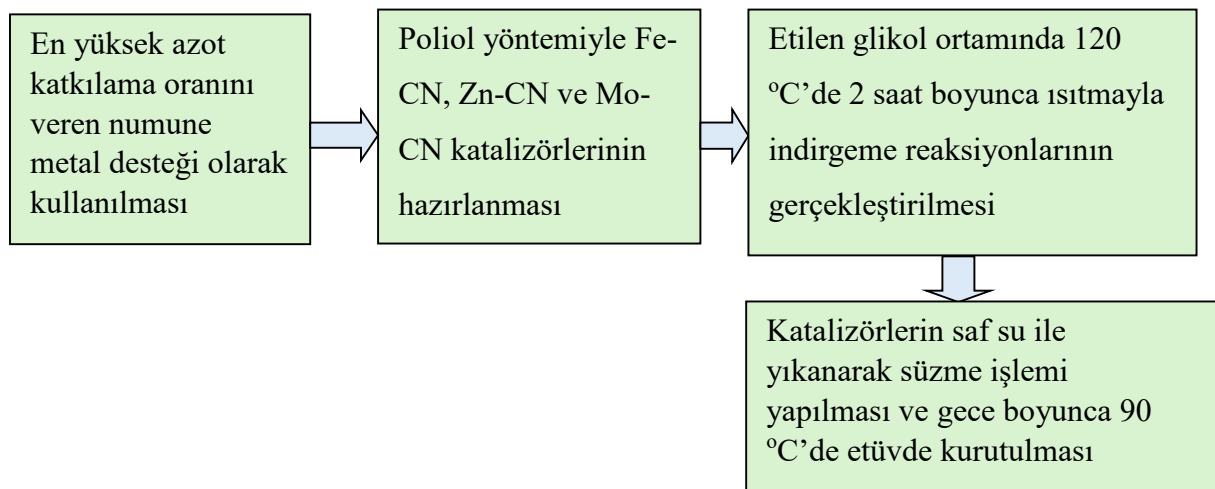 En yüksek azot
katkılama oranını
veren numune
metal desteği olarak
kullanılması
Poliol yöntemiyle Fe-
CN, Zn-CN ve Mo-
CN katalizörlerinin
hazırlanması
Etilen glikol ortamında 120
ºC’de 2 saat boyunca ısıtmayla
indirgeme reaksiyonlarının
gerçekleştirilmesi
Katalizörlerin saf su ile
yıkanarak süzme işlemi
yapılması ve gece boyunca 90
ºC’de etüvde kurutulması